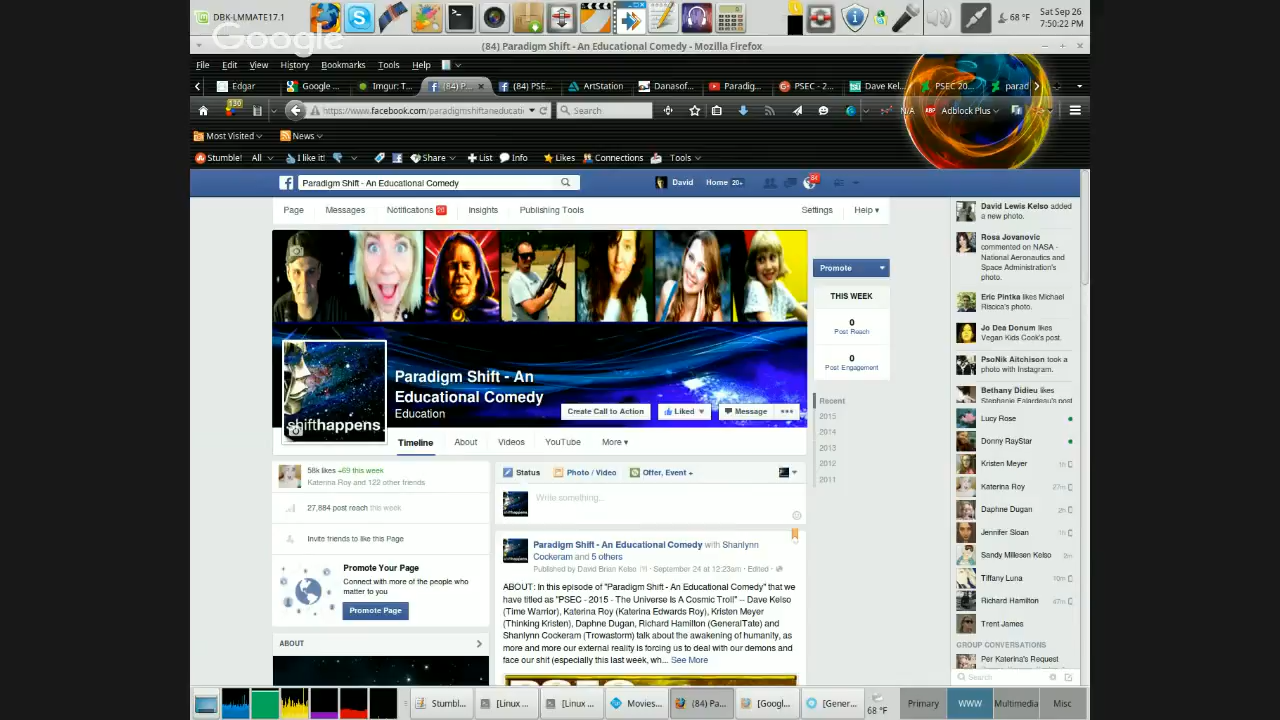 DBK-LMMATE17.1
68 °F
Sat Sep 26
7:50:22 PM
Google
(84) Paradigm Shift - An Educational Comedy - Mozilla Firefox
File Edit View History Bookmarks Tools Help
Edgar
Google ...
Imgur: T...
(84) P...
(84) PSE...
ArtStation
Danasof...
Paradig...
PSEC - 2...
Dave Kel...
PSEC 20...
parad
130
https://www.facebook.com/paradigmshiftaneducati
Search
N/A
Adblock Plus
Most Visited
News
Stumble! All I like it! Share List Info Likes Connections Tools
Paradigm Shift - An Educational Comedy
David
Home 20+
84
Page Messages Notifications 28 Insights Publishing Tools Settings Help
Paradigm Shift - An
Educational Comedy
Education
shifthappens.
Create Call to Action
Liked
Message
Timeline About Videos YouTube More
Promote
THIS WEEK
0
Post Reach
0
Post Engagement
Recent
2015
2014
2013
2012
2011
58k likes +69 this week
Katerina Roy and 122 other friends
27,884 post reach this week
Invite friends to like this Page
Promote Your Page
Connect with more of the people who
matter to you
Promote Page
ABOUT
Status
Photo / Video
Offer, Event +
Write something...
shifthappens
Paradigm Shift - An Educational Comedy with Shanlynn
Cockeram and 5 others
Published by David Brian Kelso [?] · September 24 at 12:23am · Edited ·
ABOUT: In this episode of "Paradigm Shift - An Educational Comedy" that we
have titled as "PSEC - 2015 - The Universe Is A Cosmic Troll" -- Dave Kelso
(Time Warrior), Katerina Roy (Katerina Edwards Roy), Kristen Meyer
(Thinking Kristen), Daphne Dugan, Richard Hamilton (GeneralTate) and
Shanlynn Cockeram (Trowastorm) talk about the awakening of humanity, as
more and more our external reality is forcing us to deal with our demons and
face our shit (especially this last week, wh... See More
David Lewis Kelso added
a new photo.
Rosa Jovanovic
commented on NASA -
National Aeronautics and
Space Administration's
photo.
Eric Pintka likes Michael
Riscica's photo.
Jo Dea Donum likes
Vegan Kids Cook's post.
PsoNik Aitchison took a
photo with Instagram.
Bethany Didieu likes
Stephanie Falardeau's post
Lucy Rose
Donny RayStar
Kristen Meyer 1h
Katerina Roy 27m
Daphne Dugan 2h
Jennifer Sloan 1h
Sandy Millesen Kelso 2m
Tiffany Luna 10m
Richard Hamilton 47m
Trent James
GROUP CONVERSATIONS
Per Katerina's Request
Search
Stumbl...
[Linux ...
[Linux ...
Movies...
(84) Pa...
[Googl...
[Gener...
68 °F
Primary
WWW
Multimedia
Misc